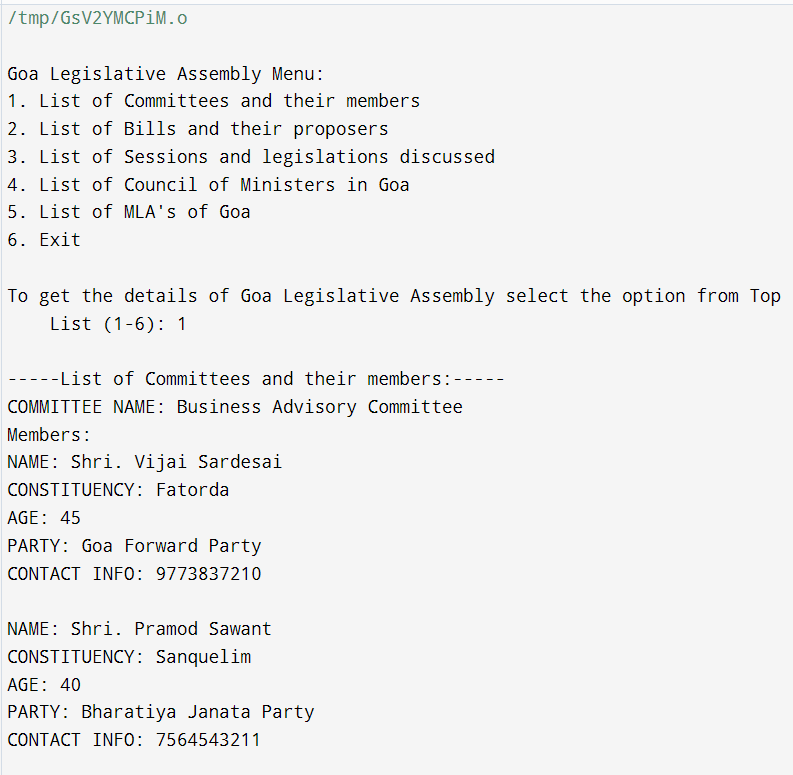 /tmp/GsV2YMCPiM.o
Goa Legislative Assembly Menu:
1. List of Committees and their members
2. List of Bills and their proposers
3. List of Sessions and legislations discussed
4. List of Council of Ministers in Goa
5. List of MLA's of Goa
6. Exit
To get the details of Goa Legislative Assembly select the option from Top
List (1-6): 1
-----List of Committees and their members:-----
COMMITTEE NAME: Business Advisory Committee
Members:
NAME: Shri. Vijai Sardesai
CONSTITUENCY: Fatorda
AGE: 45
PARTY: Goa Forward Party
CONTACT INFO: 9773837210
NAME: Shri. Pramod Sawant
CONSTITUENCY: Sanquelim
AGE: 40
PARTY: Bharatiya Janata Party
CONTACT INFO: 7564543211